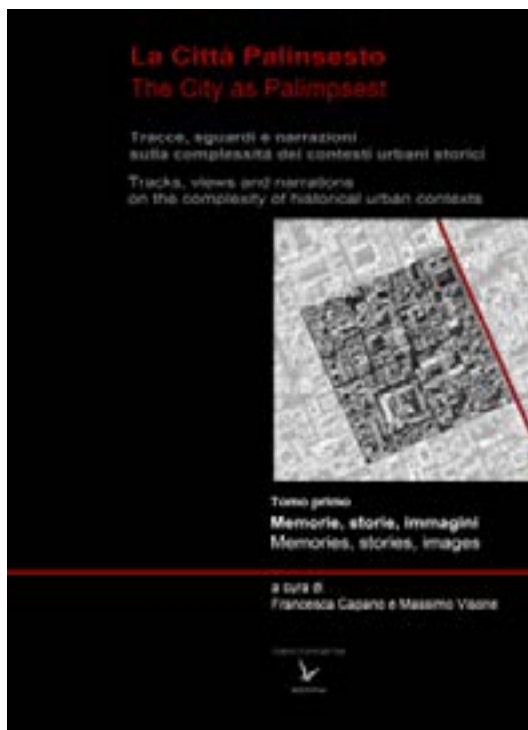 La Città Palinsesto
The City as Palimpsest
Tracce, sguardi e narrazioni
sulla complessità dei contesti urbani storici
Tracks, views and narrations
on the complexity of historical urban contexts
Tomo primo
Memorie, storie, immagini
Memories, stories, images
a cura di
Francesca Capano e Massimo Visone